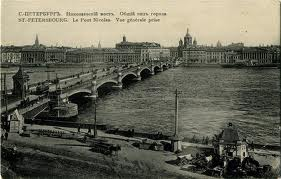 С-ПЕТЕРБУРГЪ. Николаевскій мостъ. Общій видъ города
ST-PETERSBOURG. Le Pont Nicolas. Vue générale prise